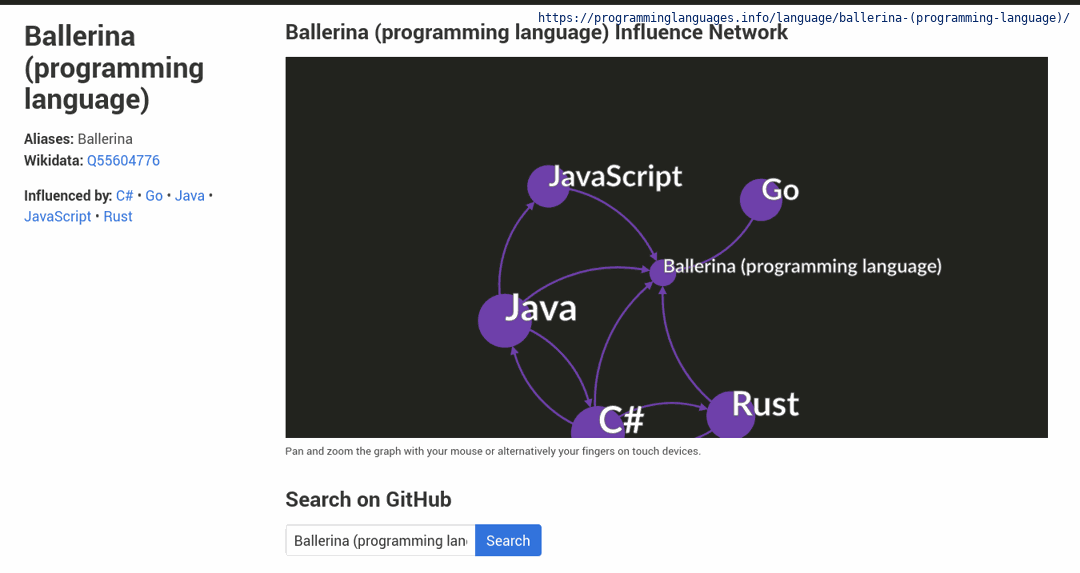 https://programminglanguages.info/language/ballerina-(programming-language)/
Ballerina
(programming
language)
Aliases: Ballerina
Wikidata: Q55604776
Influenced by: C# • Go • Java •
JavaScript • Rust
Ballerina (programming language) Influence Network
JavaScript
Go
Ballerina (programming language)
Java
Rust
C#
Pan and zoom the graph with your mouse or alternatively your fingers on touch devices.
Search on GitHub
Ballerina (programming lan
Search